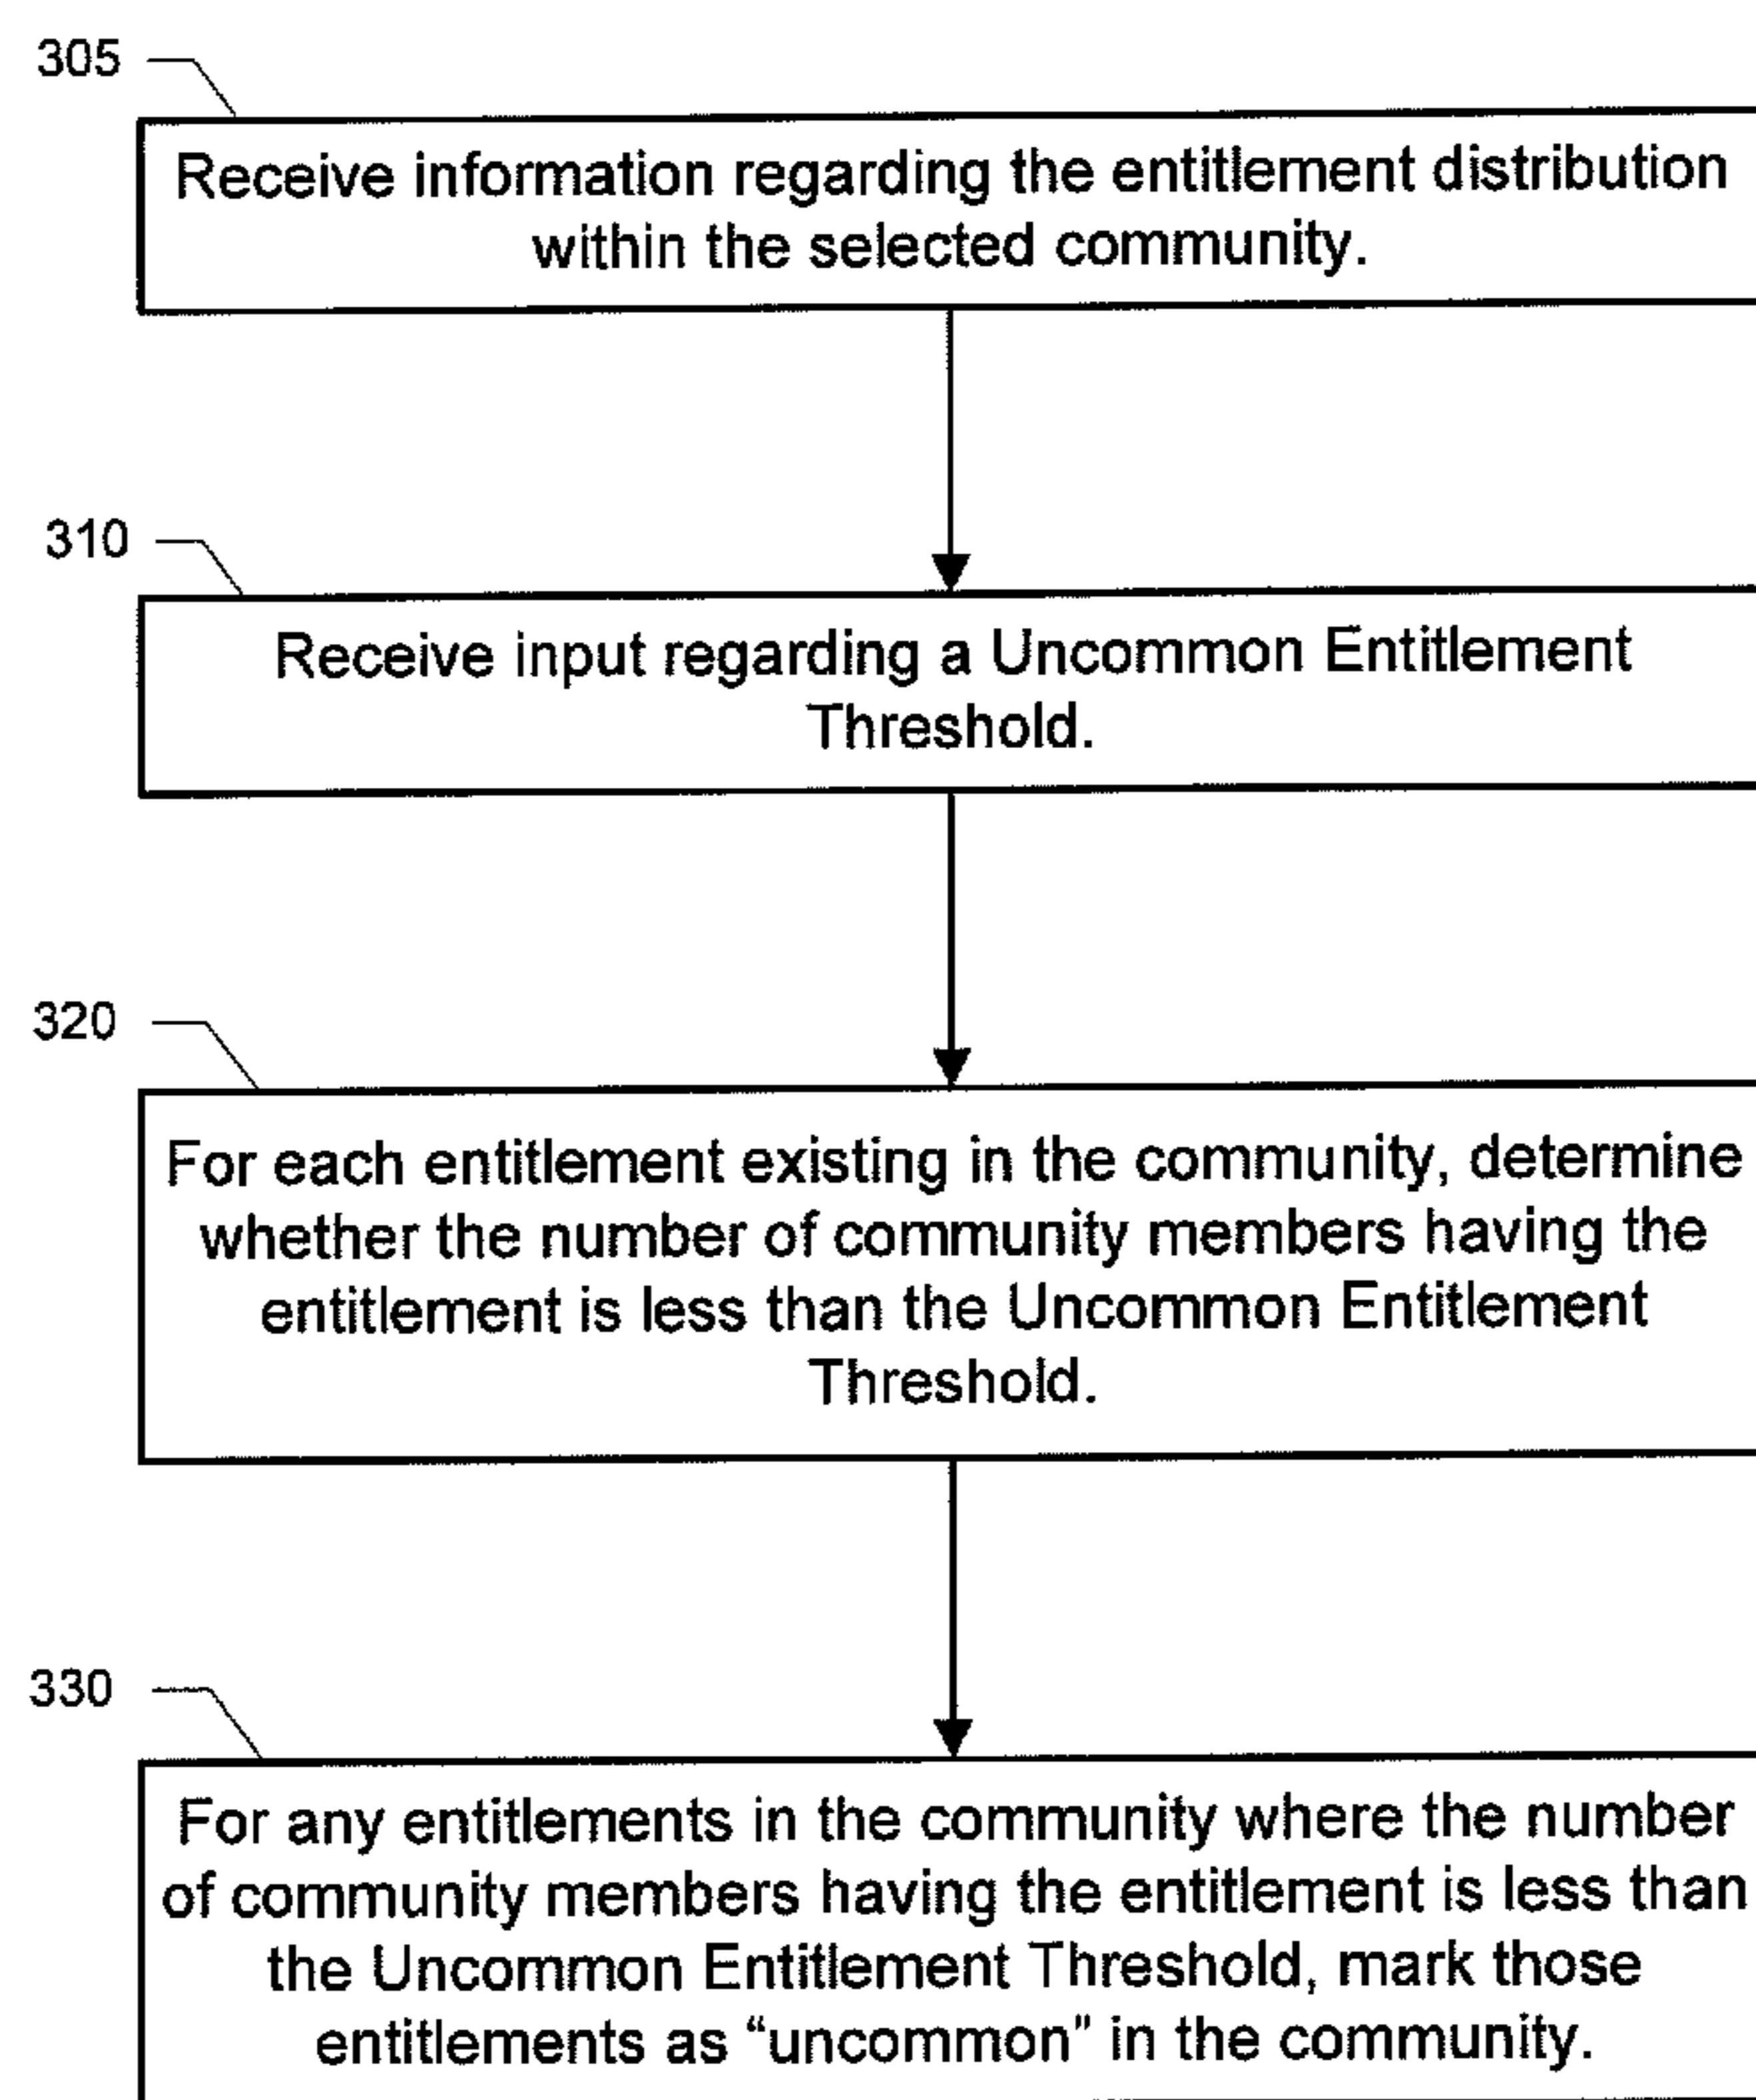 305
Receive information regarding the entitlement distribution
within the selected community.
310
Receive input regarding a Uncommon Entitlement
Threshold.
320
For each entitlement existing in the community, determine
whether the number of community members having the
entitlement is less than the Uncommon Entitlement
Threshold.
330
For any entitlements in the community where the number
of community members having the entitlement is less than
the Uncommon Entitlement Threshold, mark those
entitlements as “uncommon” in the community.